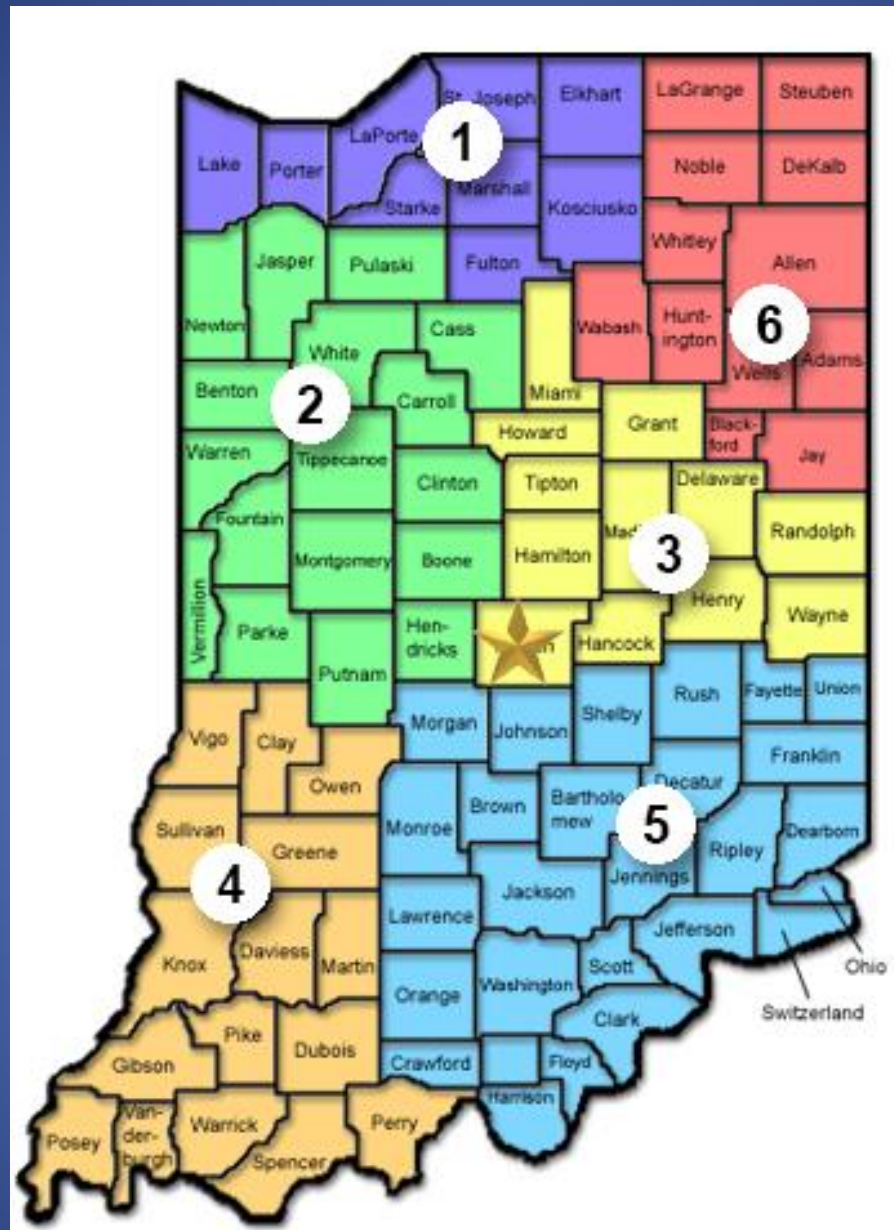 LaGrange
Steuben
Elkhart
St. Joseph
LaPorte
1
Lake
Porter
Noble
DeKalb
Marshall
Starke
Kosciusko
Whitley
Jasper
Pulaski
Fulton
Allen
Newton
Wabash
Hunt-
ington
6
Cass
White
Adams
Wells
Benton
2
Miami
Carroll
Howard
Grant
Black-
ford
Warren
Jay
Tippecanoe
Delaware
Clinton
Tipton
Fountain
Randolph
3
Montgomery
Boone
Hamilton
Henry
Vermillion
Wayne
Parke
Hen-
dricks
Hancock
Putnam
Rush
Fayette
Union
Shelby
Morgan
Johnson
Vigo
Clay
Franklin
Owen
Decatur
Brown
Bartholo
mew
5
Sullivan
Monroe
Dearborn
Greene
Ripley
4
Jennings
Jackson
Lawrence
Jefferson
Daviess
Knox
Martin
Scott
Ohio
Washington
Orange
Switzerland
Clark
Pike
Dubois
Gibson
Crawford
Floyd
Harrison
Van-
der-
burgh
Warrick
Perry
Posey
Spencer